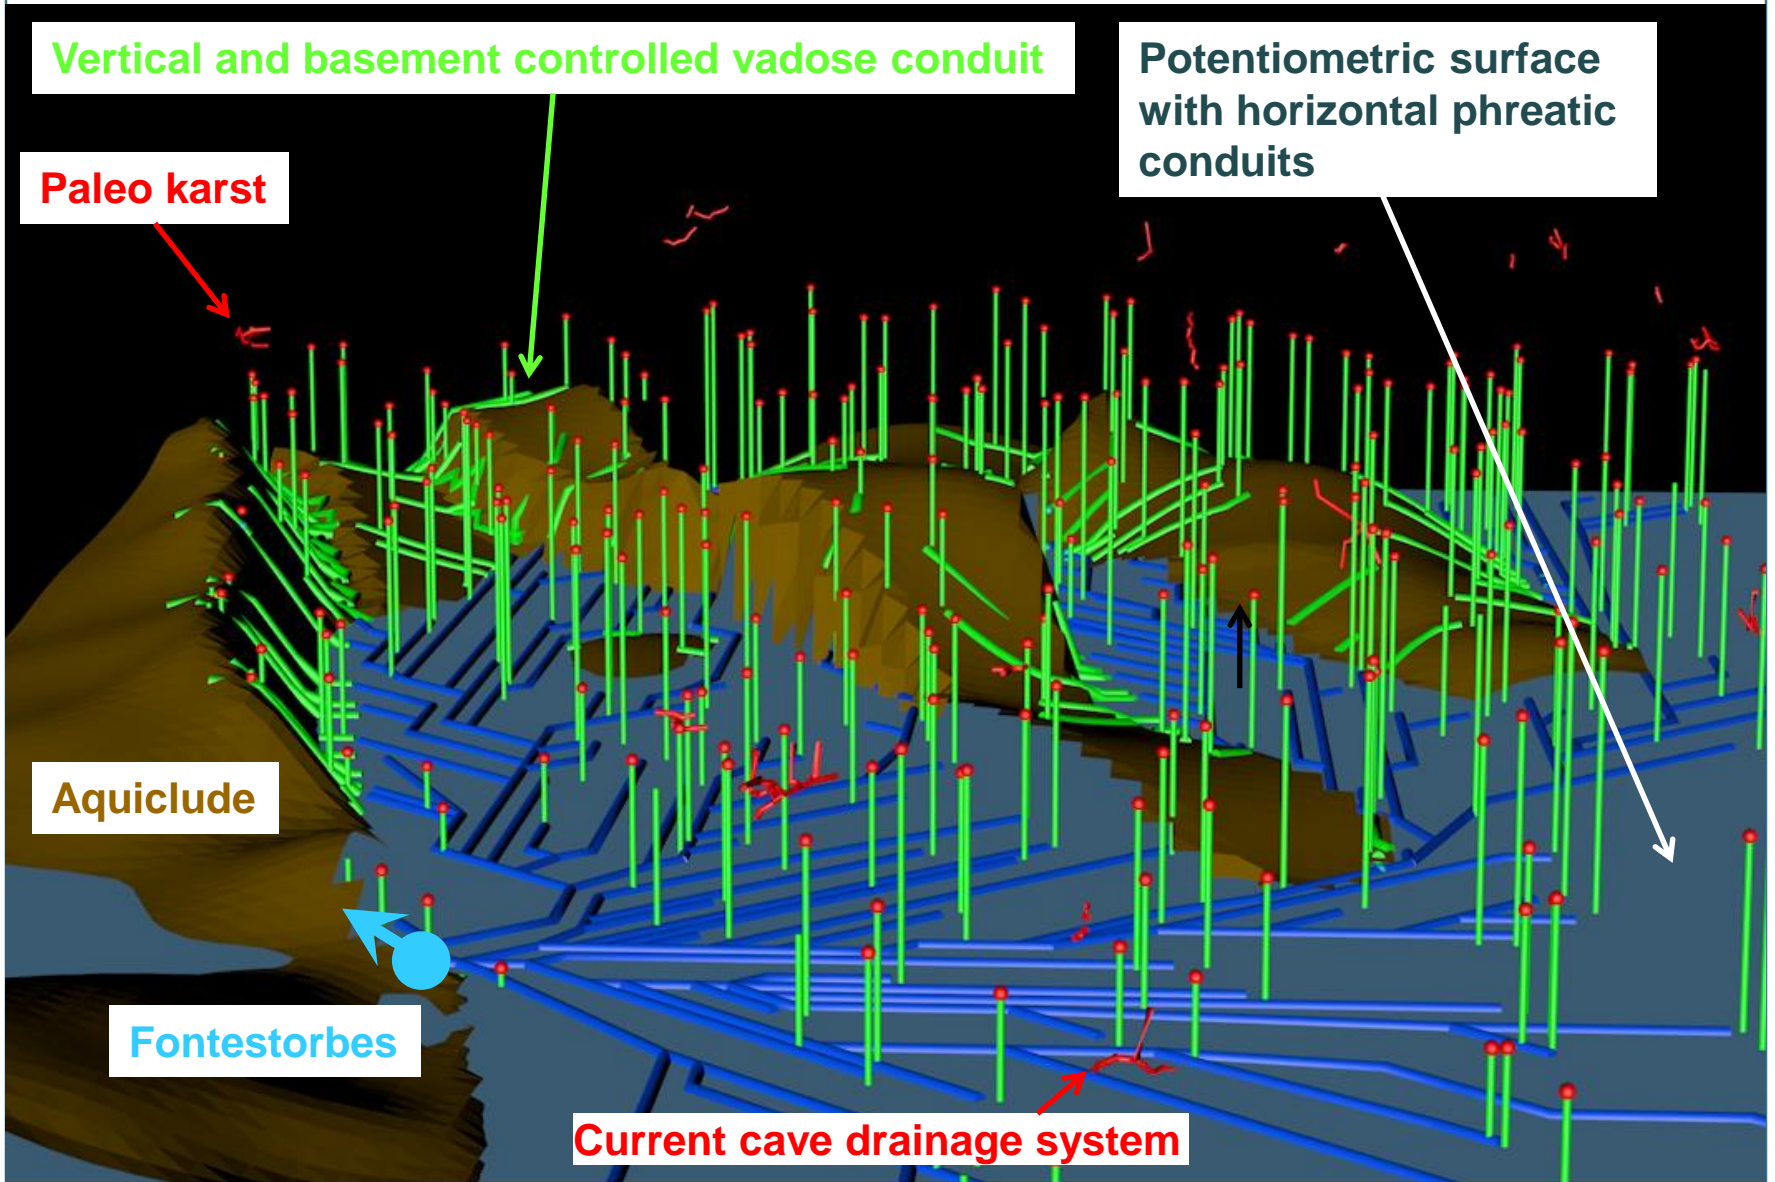 Vertical and basement controlled vadose conduit
Potentiometric surface
with horizontal phreatic
conduits
Paleo karst
Aquiclude
Fontestorbes
Current cave drainage system